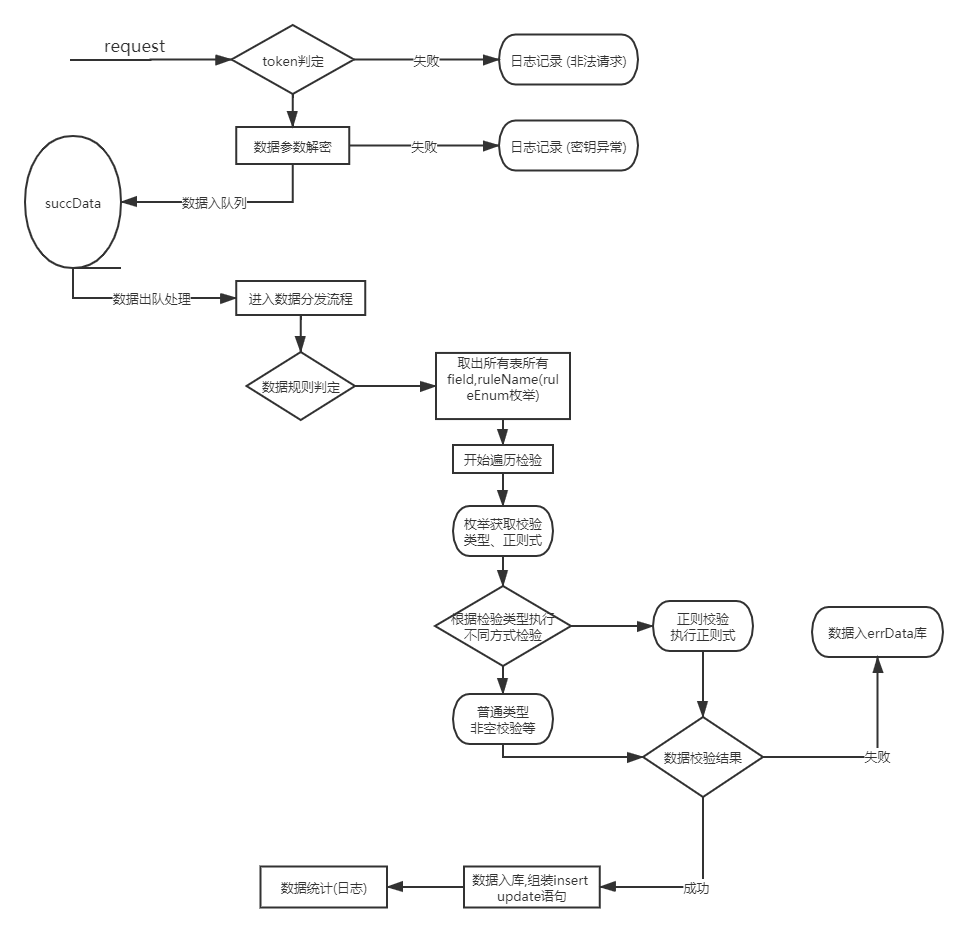 request
token判定
失败
日志记录 (非法请求)
数据参数解密
失败
日志记录 (密钥异常)
succData
数据入队列
数据出队处理
进入数据分发流程
数据规则判定
取出所有表所有
field,ruleName(rul
eEnum枚举)
开始遍历检验
枚举获取校验
类型、正则式
根据检验类型执行
不同方式检验
正则校验
执行正则式
数据入errData库
普通类型
非空校验等
数据校验结果
失败
成功
数据入库,组装insert
update语句
数据统计(日志)